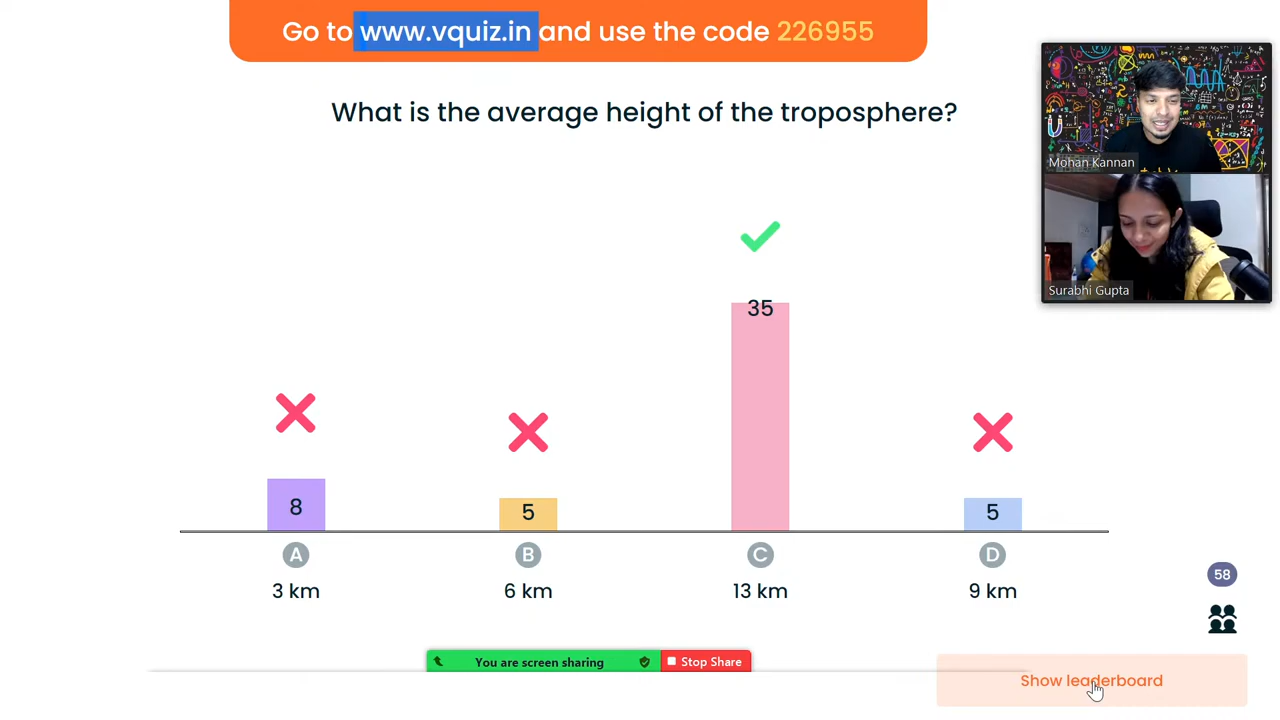 Go to www.vquiz.in and use the code 226955
What is the average height of the troposphere?
Mohan Kannan
Surabhi Gupta
8
5
35
5
A
B
C
D
3 km
6 km
13 km
9 km
58
You are screen sharing
Stop Share
Show leaderboard